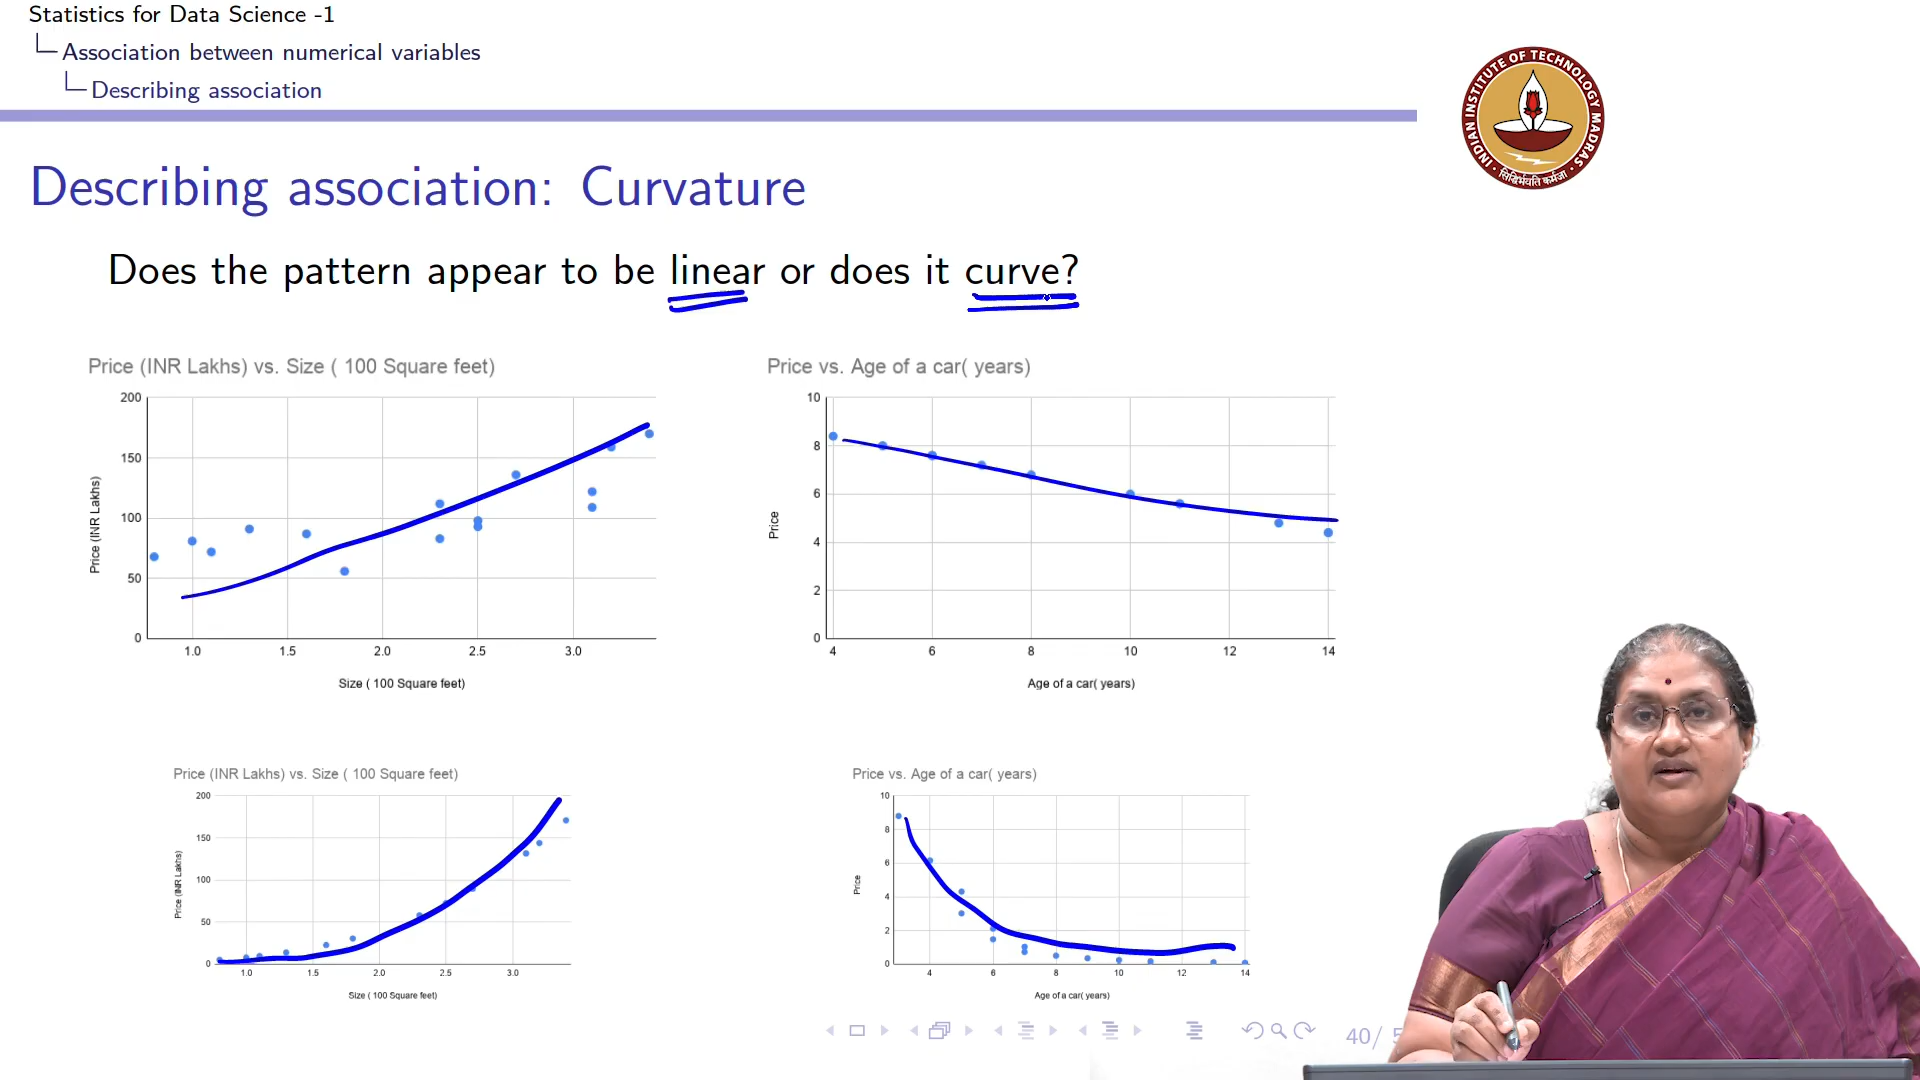 Statistics for Data Science -1
Association between numerical variables
Describing association
INDIAN INSTITUTE OF TECHNOLOGY MADRAS
सिद्धिर्भवति कर्मजा
Describing association: Curvature
Does the pattern appear to be linear or does it curve?
Price (INR Lakhs) vs. Size ( 100 Square feet)
200
150
100
50
0
Price (INR Lakhs)
1.0 1.5 2.0 2.5 3.0
Size ( 100 Square feet)
Price vs. Age of a car( years)
10
8
6
4
2
0
Price
4 6 8 10 12 14
Age of a car( years)
Price (INR Lakhs) vs. Size ( 100 Square feet)
200
150
100
50
0
Price (INR Lakhs)
1.0 1.5 2.0 2.5 3.0
Size ( 100 Square feet)
Price vs. Age of a car( years)
10
8
6
4
2
0
Price
4 6 8 10 12 14
Age of a car( years)
40/